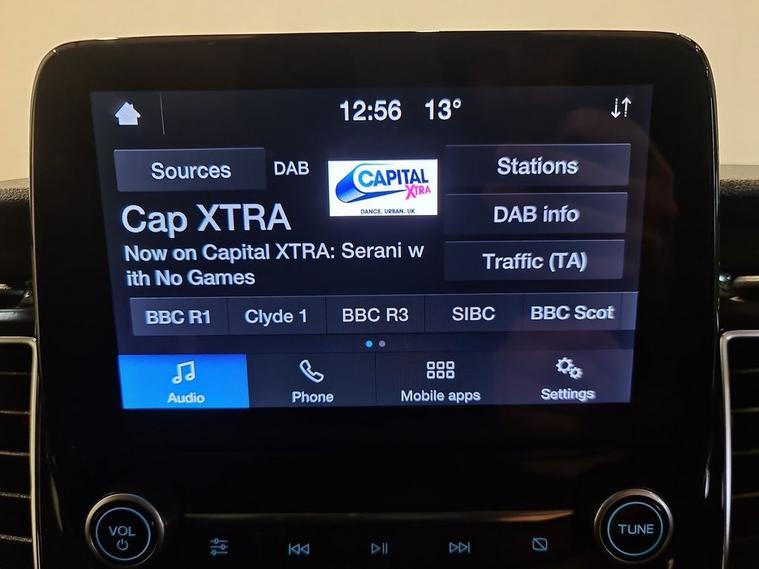 12:56 13°
Sources DAB
CAPITAL
XTRA
DANCE. URBAN. UK
Stations
Cap XTRA
DAB info
Now on Capital XTRA: Serani w
ith No Games
Traffic (TA)
BBC R1 Clyde 1 BBC R3 SIBC BBC Scot
Audio Phone Mobile apps Settings
VOL
TUNE